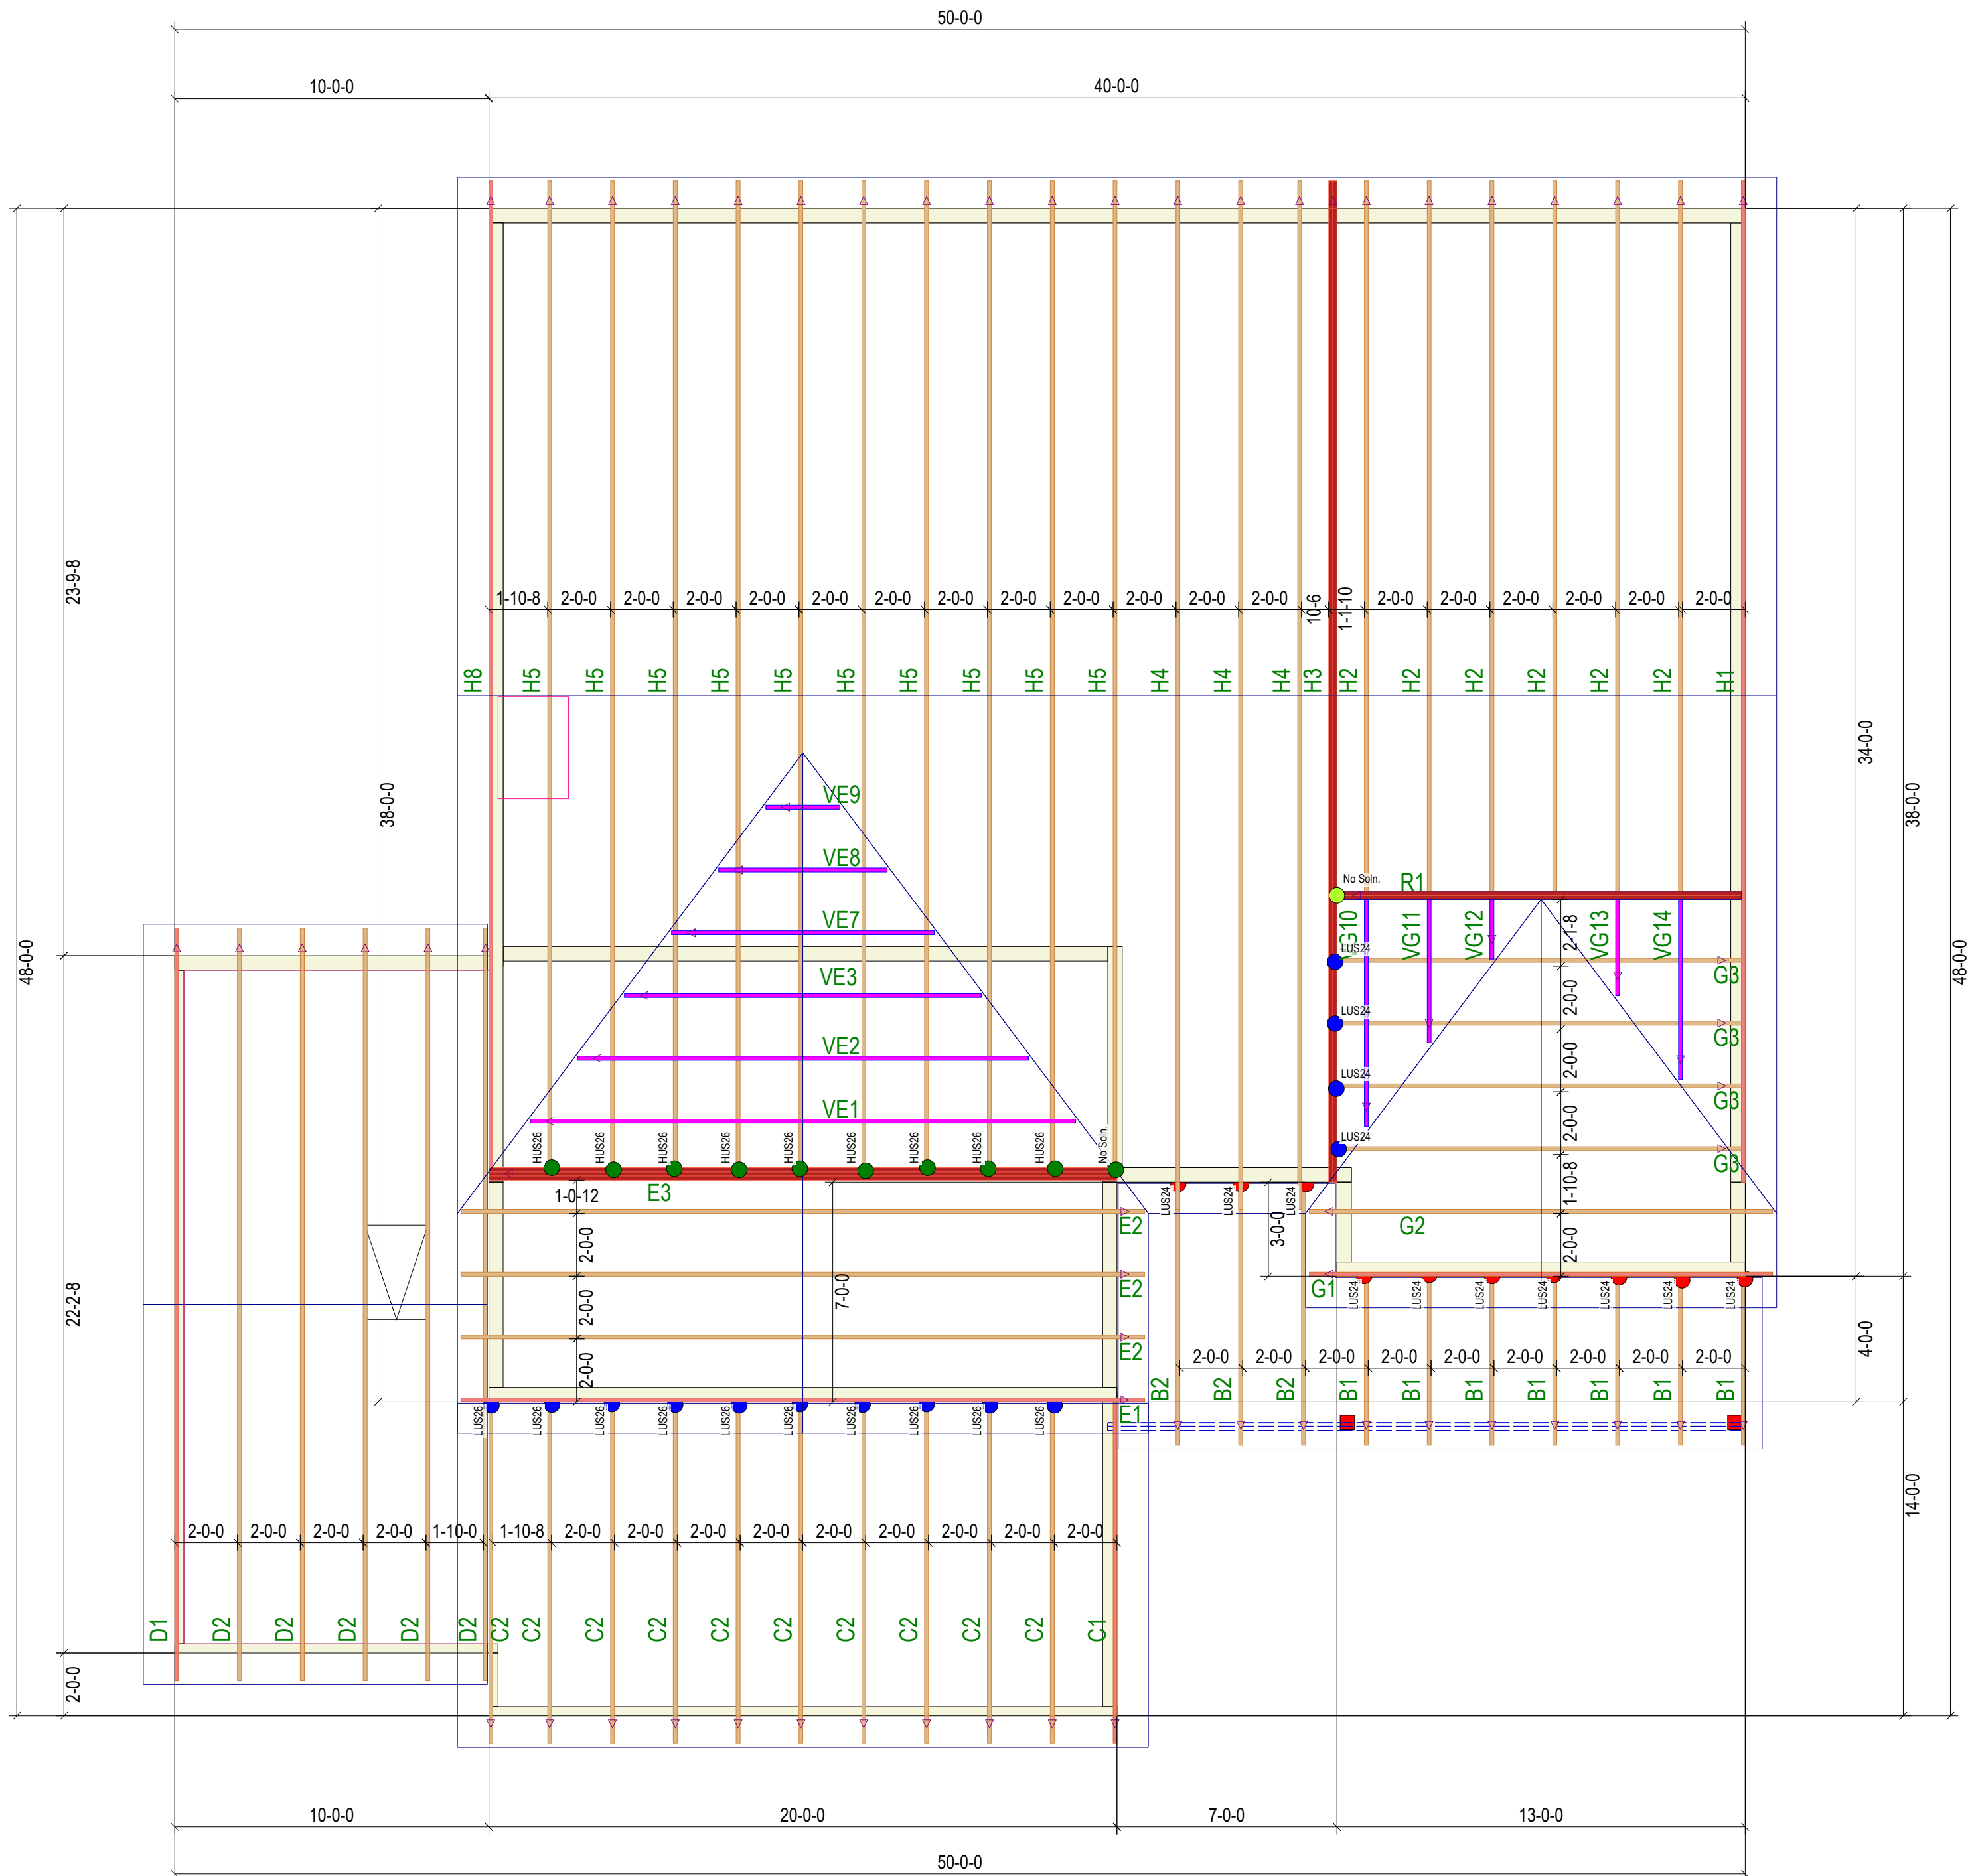 50-0-0
10-0-0
40-0-0
48-0-0
23-9-8
22-2-8
2-0-0
38-0-0
34-0-0
38-0-0
48-0-0
4-0-0
14-0-0
1-10-8 2-0-0 2-0-0 2-0-0 2-0-0 2-0-0 2-0-0 2-0-0 2-0-0 2-0-0 2-0-0 2-0-0 2-0-0 10-6 1-1-10 2-0-0 2-0-0 2-0-0 2-0-0 2-0-0 2-0-0
H8 H5 H5 H5 H5 H5 H5 H5 H5 H5 H5 H4 H4 H4 H3 H2 H2 H2 H2 H2 H2 H1
VE9
VE8
VE7
VE3
VE2
VE1
No Soln.
R1
VG10 VG11 VG12 VG13 VG14
2-1-8
LUS24
G3
2-0-0
LUS24
G3
2-0-0
LUS24
G3
2-0-0
LUS24
G3
1-10-8
HUS26 HUS26 HUS26 HUS26 HUS26 HUS26 HUS26 HUS26 HUS26 No Soln.
1-0-12
E3
LUS24 LUS24 LUS24
3-0-0
E2
G2
2-0-0
2-0-0
7-0-0
E2
G1
LUS24 LUS24 LUS24 LUS24 LUS24 LUS24 LUS24
2-0-0
E2
2-0-0
2-0-0 2-0-0 2-0-0 2-0-0 2-0-0 2-0-0 2-0-0 2-0-0 2-0-0
B2 B2 B2 B1 B1 B1 B1 B1 B1 B1
E1
LUS26 LUS26 LUS26 LUS26 LUS26 LUS26 LUS26 LUS26 LUS26 LUS26
2-0-0 2-0-0 2-0-0 2-0-0 1-10-0 1-10-8 2-0-0 2-0-0 2-0-0 2-0-0 2-0-0 2-0-0 2-0-0 2-0-0 2-0-0
D1 D2 D2 D2 D2 D2 C2 C2 C2 C2 C2 C2 C2 C2 C2 C2 C1
10-0-0 20-0-0 7-0-0 13-0-0
50-0-0